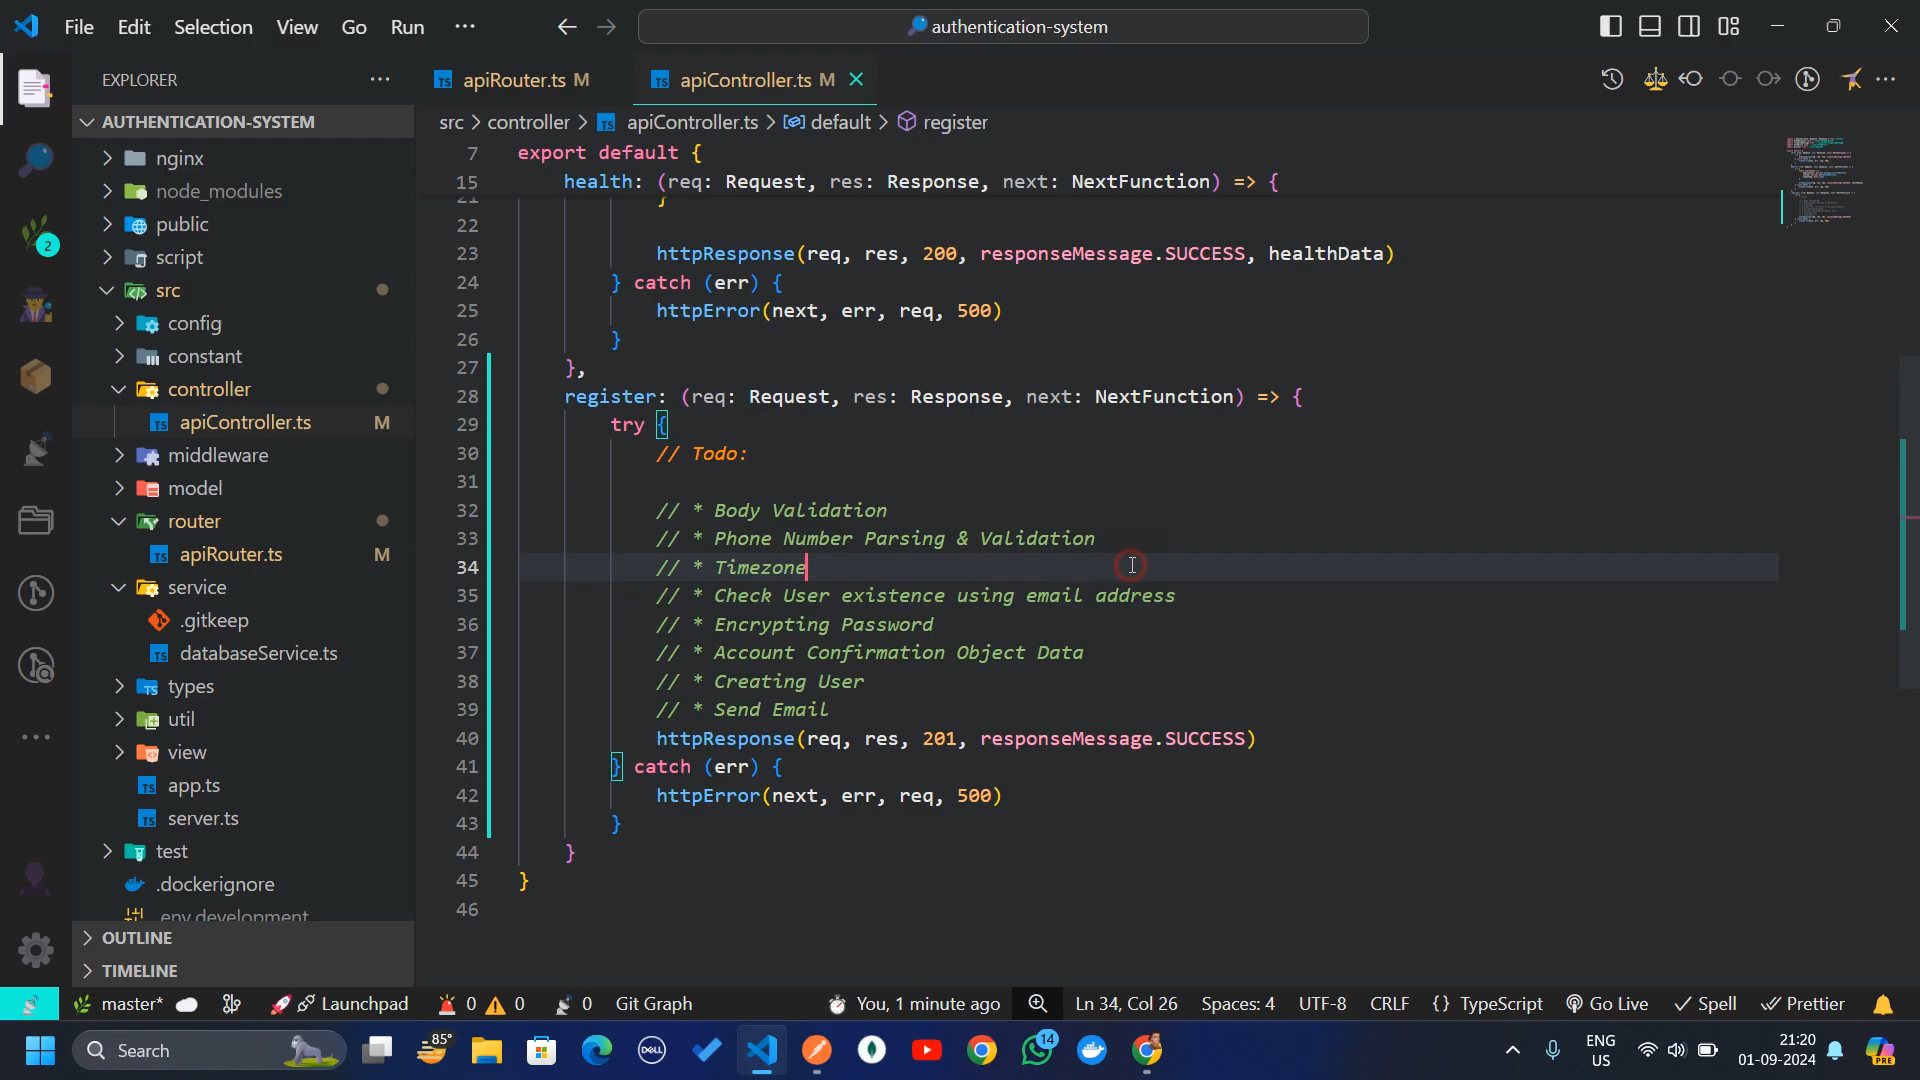 File Edit Selection View Go Run ...
authentication-system
EXPLORER ...
apiRouter.ts M
apiController.ts M
AUTHENTICATION-SYSTEM
src > controller > apiController.ts > default > register
nginx
node_modules
public
script
src
config
constant
controller
apiController.ts M
middleware
model
router
apiRouter.ts M
service
.gitkeep
databaseService.ts
types
util
view
app.ts
server.ts
test
.dockerignore
.env.development
OUTLINE
TIMELINE
2
7 export default {
15 health: (req: Request, res: Response, next: NextFunction) => {
21 }
22
23 httpResponse(req, res, 200, responseMessage.SUCCESS, healthData)
24 } catch (err) {
25 httpError(next, err, req, 500)
26 }
27 },
28 register: (req: Request, res: Response, next: NextFunction) => {
29 try {
30 // Todo:
31
32 // * Body Validation
33 // * Phone Number Parsing & Validation
34 // * Timezone
35 // * Check User existence using email address
36 // * Encrypting Password
37 // * Account Confirmation Object Data
38 // * Creating User
39 // * Send Email
40 httpResponse(req, res, 201, responseMessage.SUCCESS)
41 } catch (err) {
42 httpError(next, err, req, 500)
43 }
44 }
45 }
46
master* Launchpad 0 0 0 Git Graph You, 1 minute ago Ln 34, Col 26 Spaces: 4 UTF-8 CRLF {} TypeScript Go Live Spell Prettier
Search
85°
DELL
14
ENG
US
21:20
01-09-2024
PRE